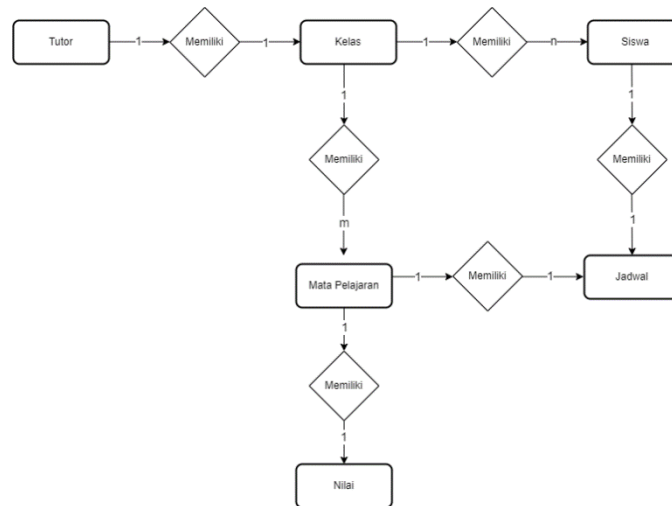 Tutor
1
Memiliki
1
Kelas
1
Memiliki
n
Siswa
1
Memiliki
m
1
Memiliki
1
Mata Pelajaran
1
Memiliki
1
Jadwal
1
Memiliki
1
Nilai